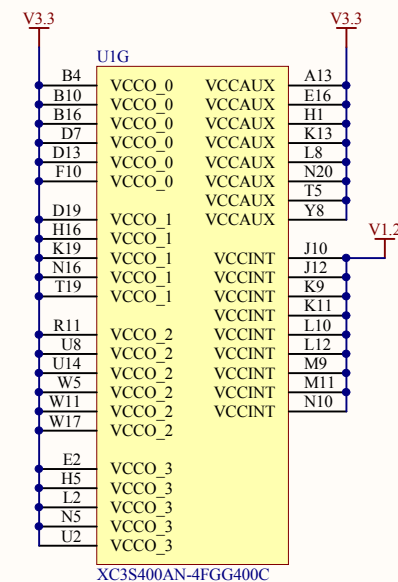 V3.3 V3.3
U1G
B4 VCCO_0 VCCAUX A13
B10 VCCO_0 VCCAUX E16
B16 VCCO_0 VCCAUX H1
D7 VCCO_0 VCCAUX K13
D13 VCCO_0 VCCAUX L8
F10 VCCO_0 VCCAUX N20
VCCAUX T5
D19 VCCO_1 VCCAUX Y8
H16 VCCO_1
V1.2
K19 VCCO_1 VCCINT J10
N16 VCCO_1 VCCINT J12
T19 VCCO_1 VCCINT K9
VCCINT K11
R11 VCCO_2 VCCINT L10
U8 VCCO_2 VCCINT L12
U14 VCCO_2 VCCINT M9
W5 VCCO_2 VCCINT M11
W11 VCCO_2 VCCINT N10
W17 VCCO_2
E2 VCCO_3
H5 VCCO_3
L2 VCCO_3
N5 VCCO_3
U2 VCCO_3
XC3S400AN-4FGG400C